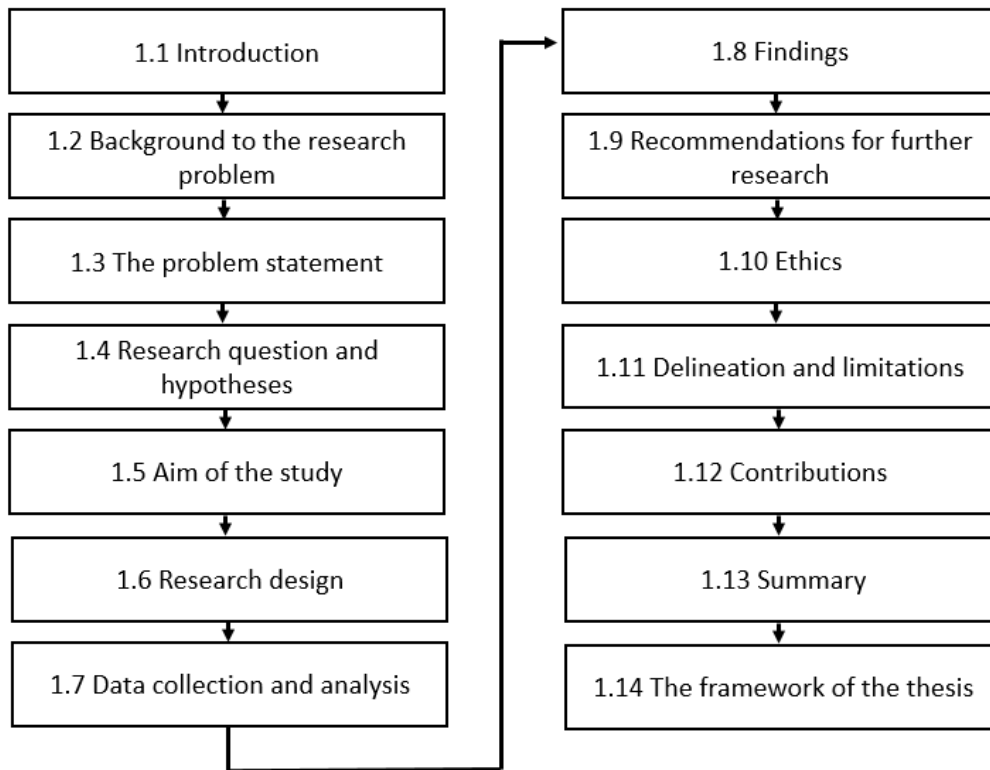 1.1 Introduction
1.2 Background to the research
problem
1.3 The problem statement
1.4 Research question and
hypotheses
1.5 Aim of the study
1.6 Research design
1.7 Data collection and analysis
1.8 Findings
1.9 Recommendations for further
research
1.10 Ethics
1.11 Delineation and limitations
1.12 Contributions
1.13 Summary
1.14 The framework of the thesis